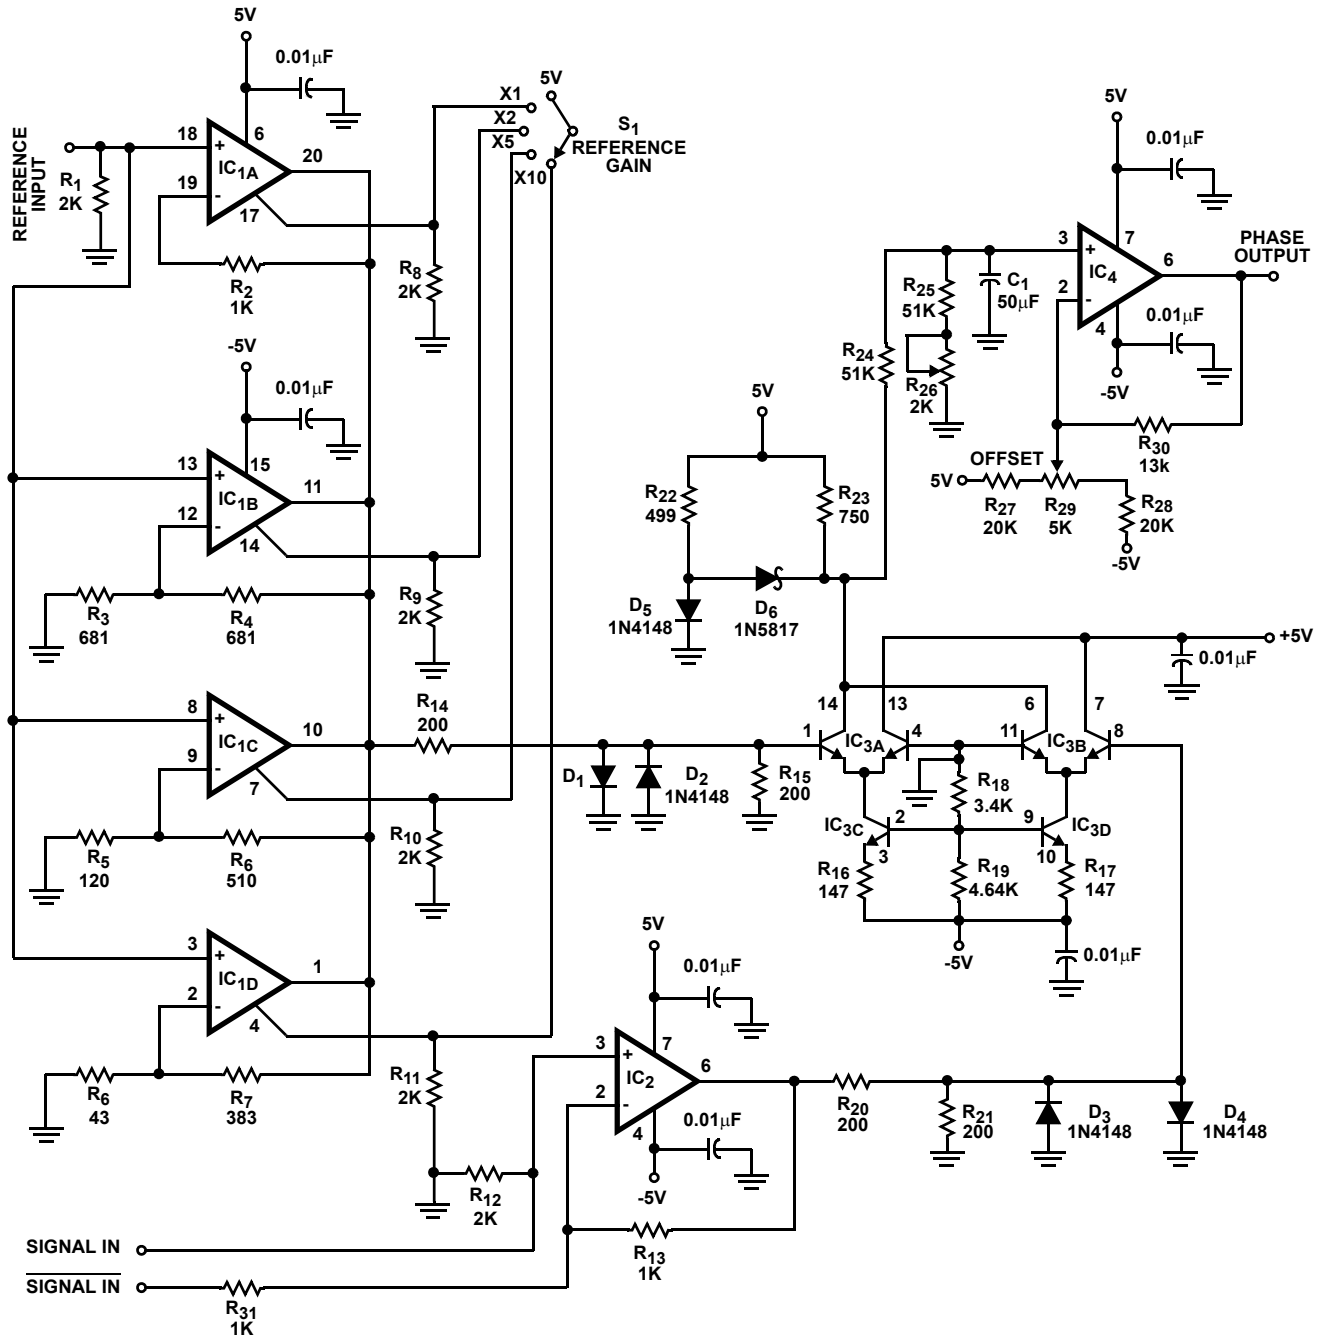 5V
0.01μF
REFERENCE
INPUT
R1
2K
18
+
19
-
6
IC1A
20
17
R2
1K
R8
2K
X1
X2
X5
X10
5V
S1
REFERENCE
GAIN
-5V
0.01μF
13
+
12
-
15
IC1B
11
14
R3
681
R4
681
R9
2K
8
+
9
-
IC1C
10
7
R5
120
R6
510
R10
2K
R14
200
3
+
2
-
IC1D
1
4
R6
43
R7
383
R11
2K
R12
2K
SIGNAL IN
SIGNAL IN
R31
1K
5V
0.01μF
3
+
2
-
7
IC2
6
4
0.01μF
-5V
R13
1K
R20
200
R21
200
D3
1N4148
D4
1N4148
D1
D2
1N4148
R15
200
5V
R22
499
R23
750
D5
1N4148
D6
1N5817
R24
51K
R25
51K
R26
2K
C1
50μF
5V
0.01μF
3
+
2
-
7
IC4
6
4
0.01μF
-5V
PHASE
OUTPUT
R30
13k
OFFSET
5V
R27
20K
R29
5K
R28
20K
-5V
+5V
0.01μF
14
13
6
7
1
IC3A
4
11
IC3B
8
R18
3.4K
IC3C
2
3
9
IC3D
10
R16
147
R19
4.64K
R17
147
-5V
0.01μF